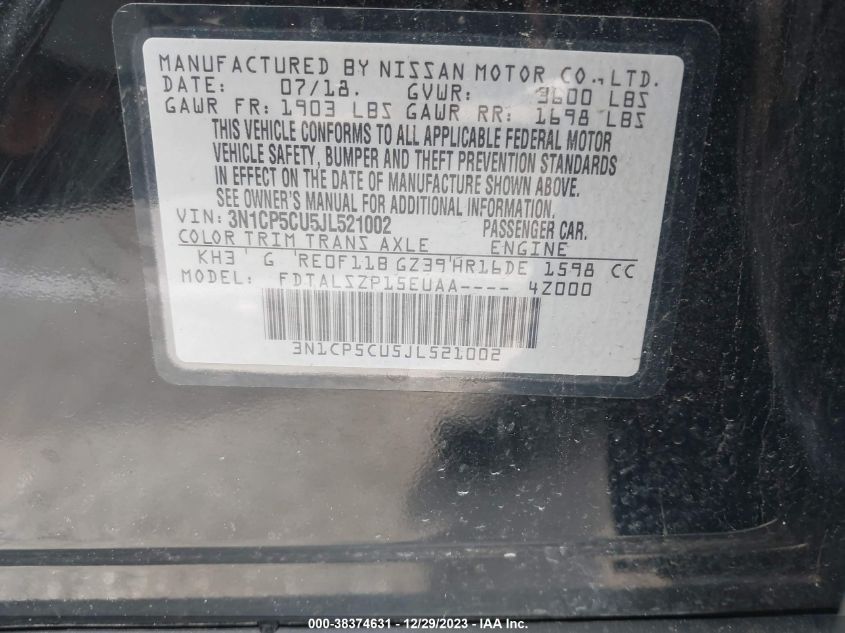 MANUFACTURED BY NISSAN MOTOR CO., LTD.
DATE: 07/18. GVWR: 3600 LBS
GAWR FR: 1903 LBS GAWR RR: 1698 LBS
THIS VEHICLE CONFORMS TO ALL APPLICABLE FEDERAL MOTOR
VEHICLE SAFETY, BUMPER AND THEFT PREVENTION STANDARDS
IN EFFECT ON THE DATE OF MANUFACTURE SHOWN ABOVE.
SEE OWNER'S MANUAL FOR ADDITIONAL INFORMATION.
VIN: 3N1CP5CU5JL521002 PASSENGER CAR.
COLOR TRIM TRANS AXLE ENGINE
KH3 G RE0F11B GZ39 HR16DE 1598 CC
MODEL: FDTALSZP15EUAA---- 4Z000
3N1CP5CU5JL521002
000-38374631 - 12/29/2023 - IAA Inc.